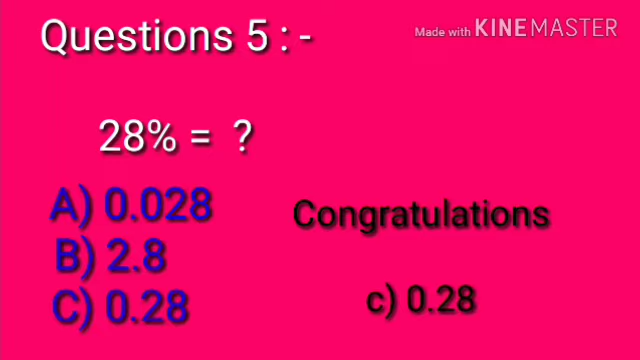 Questions 5 : -
Made with KINEMASTER
28% = ?
A) 0.028
B) 2.8
C) 0.28
Congratulations
c) 0.28